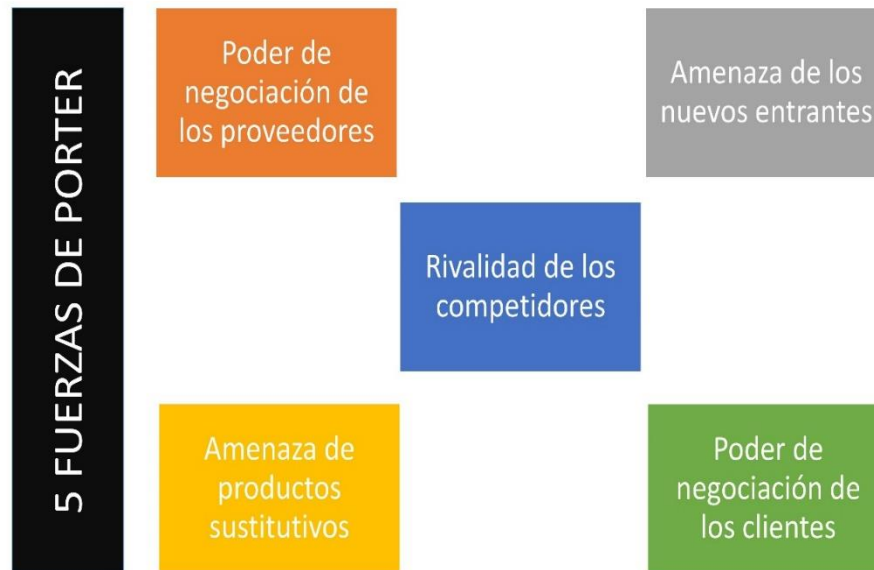 5 FUERZAS DE PORTER
Poder de
negociación de
los proveedores
Amenaza de los
nuevos entrantes
Rivalidad de los
competidores
Amenaza de
productos
sustitutivos
Poder de
negociación de
los clientes